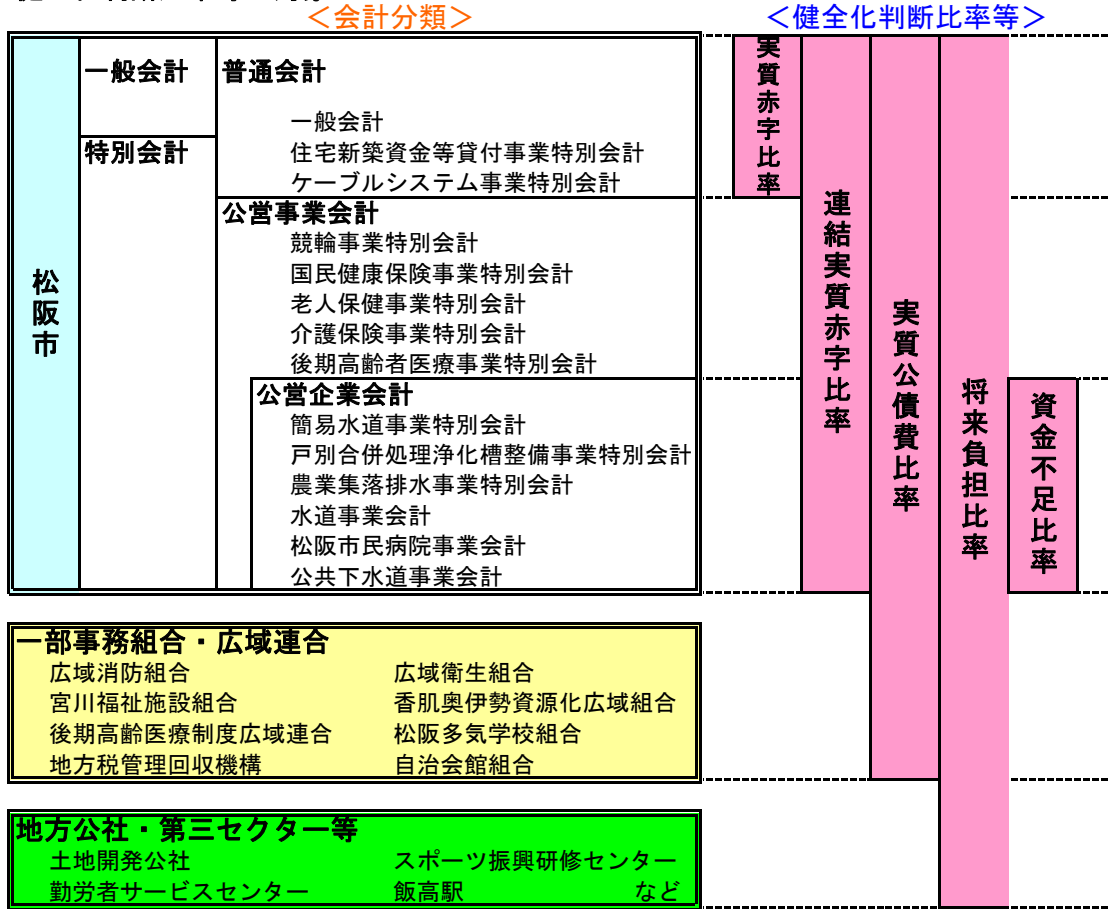 ＜会計分類＞
＜健全化判断比率等＞
松阪市
一般会計
特別会計
普通会計
一般会計
住宅新築資金等貸付事業特別会計
ケーブルシステム事業特別会計
公営事業会計
競輪事業特別会計
国民健康保険事業特別会計
老人保健事業特別会計
介護保険事業特別会計
後期高齢者医療事業特別会計
公営企業会計
簡易水道事業特別会計
戸別合併処理浄化槽整備事業特別会計
農業集落排水事業特別会計
水道事業会計
松阪市民病院事業会計
公共下水道事業会計
実質赤字比率
連結実質赤字比率
実質公債費比率
将来負担比率
資金不足比率
一部事務組合・広域連合
広域消防組合 広域衛生組合
宮川福祉施設組合 香肌奥伊勢資源化広域組合
後期高齢医療制度広域連合 松阪多気学校組合
地方税管理回収機構 自治会館組合
地方公社・第三セクター等
土地開発公社 スポーツ振興研修センター
勤労者サービスセンター 飯高駅 など